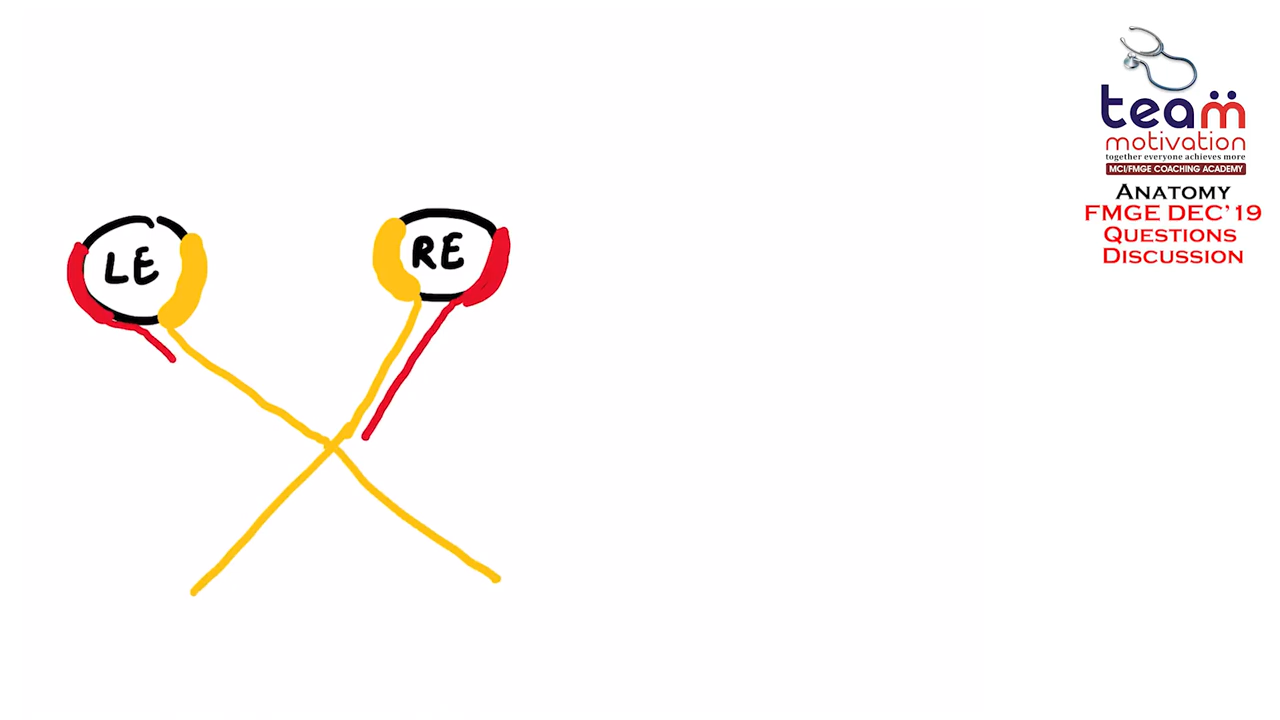 LE
RE
team
motivation
together everyone achieves more
MCI/FMGE COACHING ACADEMY
ANATOMY
FMGE DEC'19
QUESTIONS
DISCUSSION